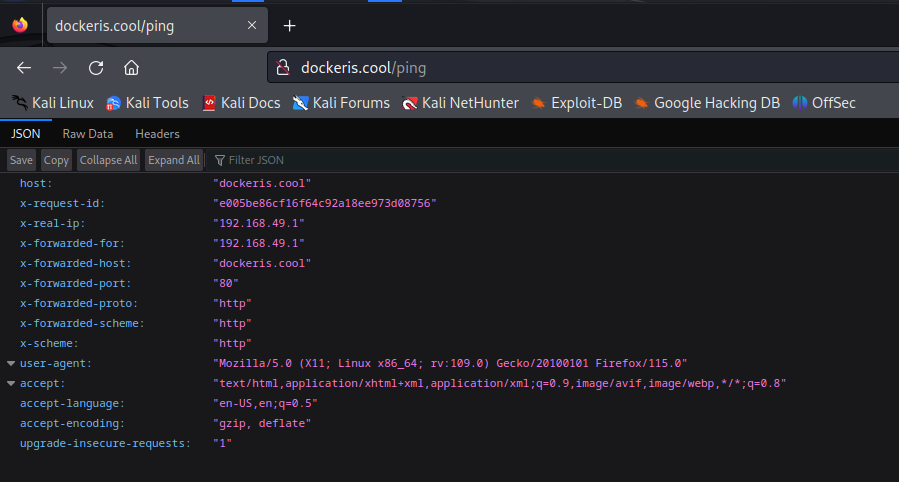 dockeris.cool/ping
dockeris.cool/ping
Kali Linux Kali Tools Kali Docs Kali Forums Kali NetHunter Exploit-DB Google Hacking DB OffSec
JSON Raw Data Headers
Save Copy Collapse All Expand All Filter JSON
host: "dockeris.cool"
x-request-id: "e005be86cf16f64c92a18ee973d08756"
x-real-ip: "192.168.49.1"
x-forwarded-for: "192.168.49.1"
x-forwarded-host: "dockeris.cool"
x-forwarded-port: "80"
x-forwarded-proto: "http"
x-forwarded-scheme: "http"
x-scheme: "http"
user-agent: "Mozilla/5.0 (X11; Linux x86_64; rv:109.0) Gecko/20100101 Firefox/115.0"
accept: "text/html,application/xhtml+xml,application/xml;q=0.9,image/avif,image/webp,*/*;q=0.8"
accept-language: "en-US,en;q=0.5"
accept-encoding: "gzip, deflate"
upgrade-insecure-requests: "1"